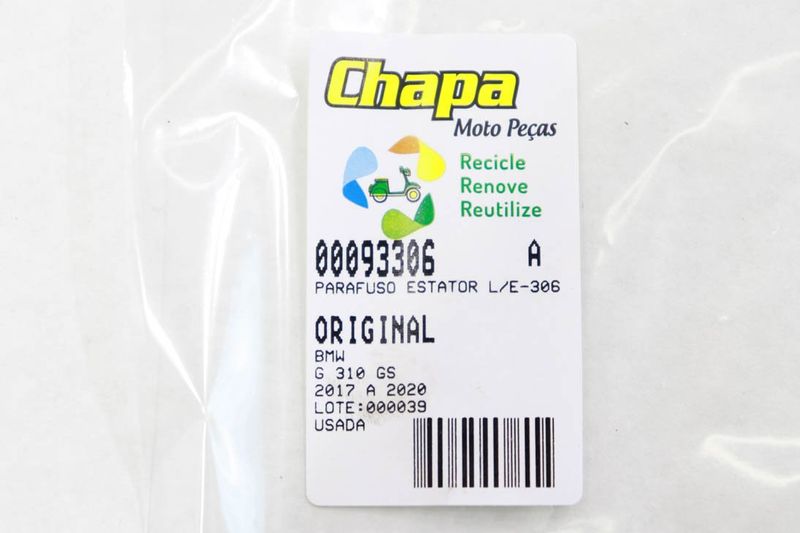 Chapa
Moto Peças
Recicle
Renove
Reutilize
00093306 A
PARAFUSO ESTATOR L/E-306
ORIGINAL
BMW
G 310 GS
2017 A 2020
LOTE:000039
USADA